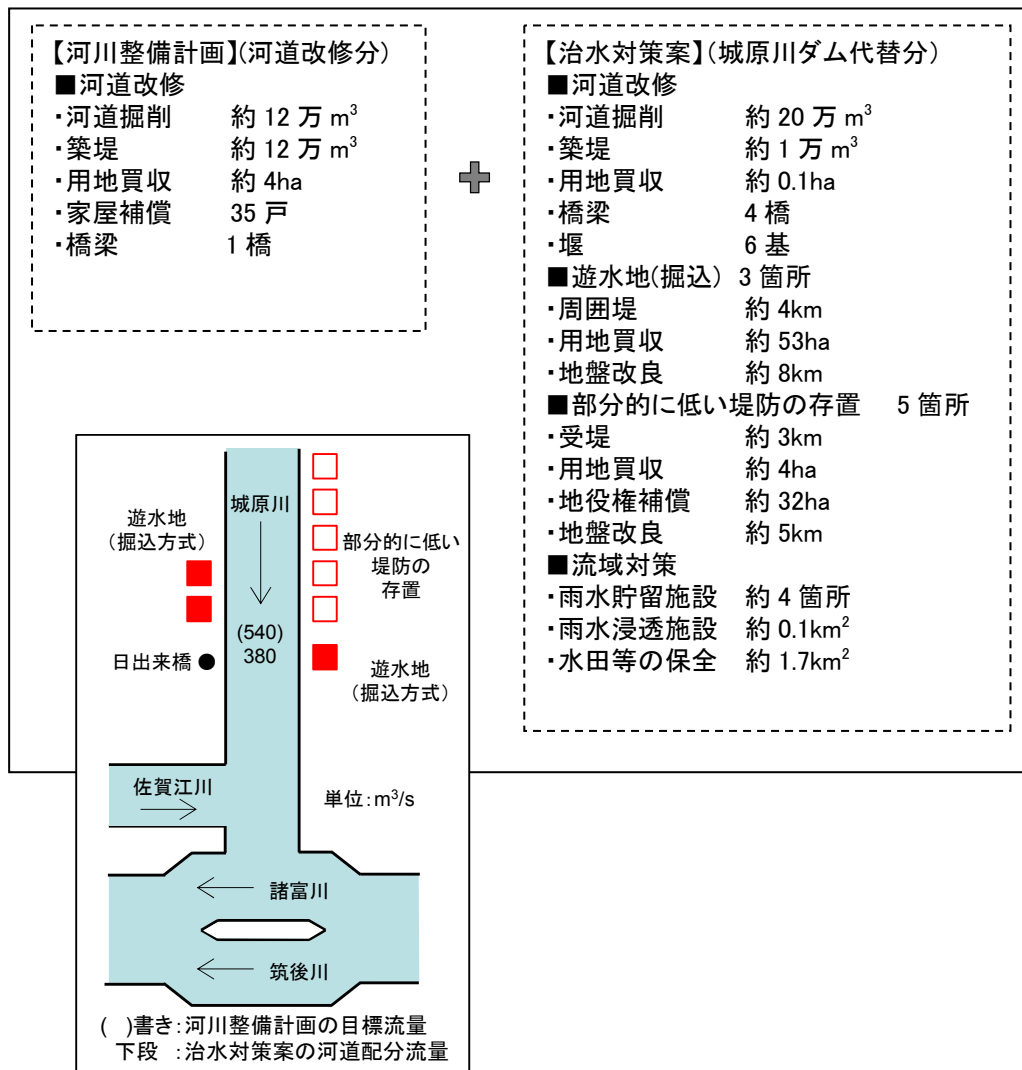 【河川整備計画】(河道改修分)
■河道改修
・河道掘削 約 12 万 m³
・築堤 約 12 万 m³
・用地買収 約 4ha
・家屋補償 35 戸
・橋梁 1 橋
【治水対策案】(城原川ダム代替分)
■河道改修
・河道掘削 約 20 万 m³
・築堤 約 1 万 m³
・用地買収 約 0.1ha
・橋梁 4 橋
・堰 6 基
■遊水地(掘込) 3 箇所
・周囲堤 約 4km
・用地買収 約 53ha
・地盤改良 約 8km
■部分的に低い堤防の存置 5 箇所
・受堤 約 3km
・用地買収 約 4ha
・地役権補償 約 32ha
・地盤改良 約 5km
■流域対策
・雨水貯留施設 約 4 箇所
・雨水浸透施設 約 0.1km²
・水田等の保全 約 1.7km²
城原川
遊水地
(掘込方式)
部分的に低い
堤防の
存置
(540)
380
日出来橋
遊水地
(掘込方式)
佐賀江川
単位:m³/s
諸富川
筑後川
( )書き:河川整備計画の目標流量
下段 :治水対策案の河道配分流量